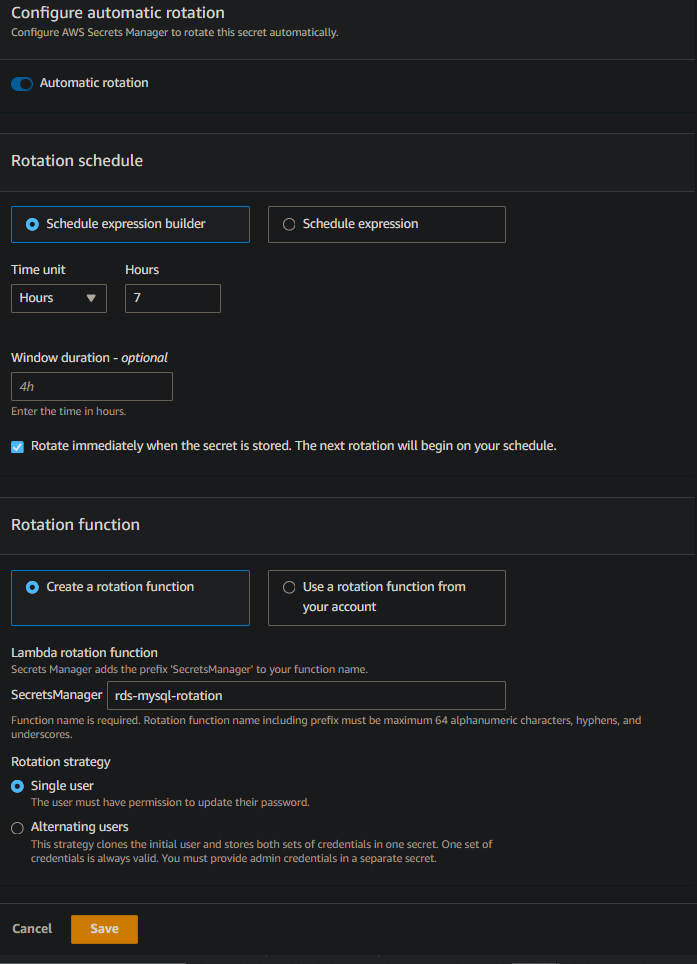 Configure automatic rotation
Configure AWS Secrets Manager to rotate this secret automatically.
Automatic rotation
Rotation schedule
Schedule expression builder
Schedule expression
Time unit
Hours
Hours
7
Window duration - optional
4h
Enter the time in hours.
Rotate immediately when the secret is stored. The next rotation will begin on your schedule.
Rotation function
Create a rotation function
Use a rotation function from
your account
Lambda rotation function
Secrets Manager adds the prefix 'SecretsManager' to your function name.
SecretsManager
rds-mysql-rotation
Function name is required. Rotation function name including prefix must be maximum 64 alphanumeric characters, hyphens, and
underscores.
Rotation strategy
Single user
The user must have permission to update their password.
Alternating users
This strategy clones the initial user and stores both sets of credentials in one secret. One set of
credentials is always valid. You must provide admin credentials in a separate secret.
Cancel
Save